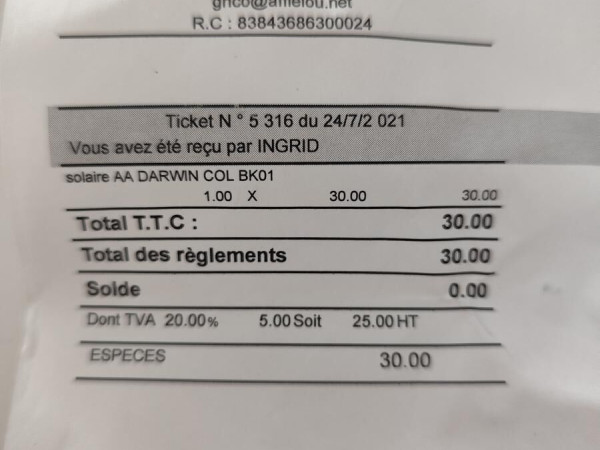 R.C : 83843686300024
Ticket N ° 5 316 du 24/7/2 021
Vous avez été reçu par INGRID
solaire AA DARWIN COL BK01
1.00 X 30.00 30.00
Total T.T.C : 30.00
Total des règlements 30.00
Solde 0.00
Dont TVA 20.00% 5.00 Soit 25.00 HT
ESPECES 30.00